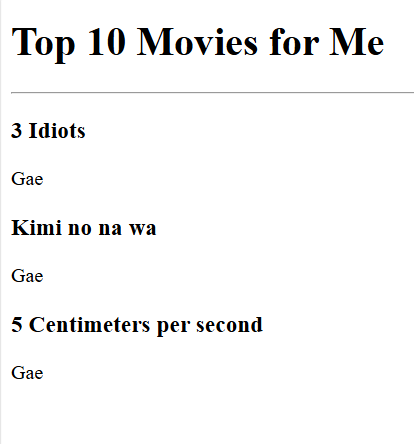 Top 10 Movies for Me
3 Idiots
Gae
Kimi no na wa
Gae
5 Centimeters per second
Gae